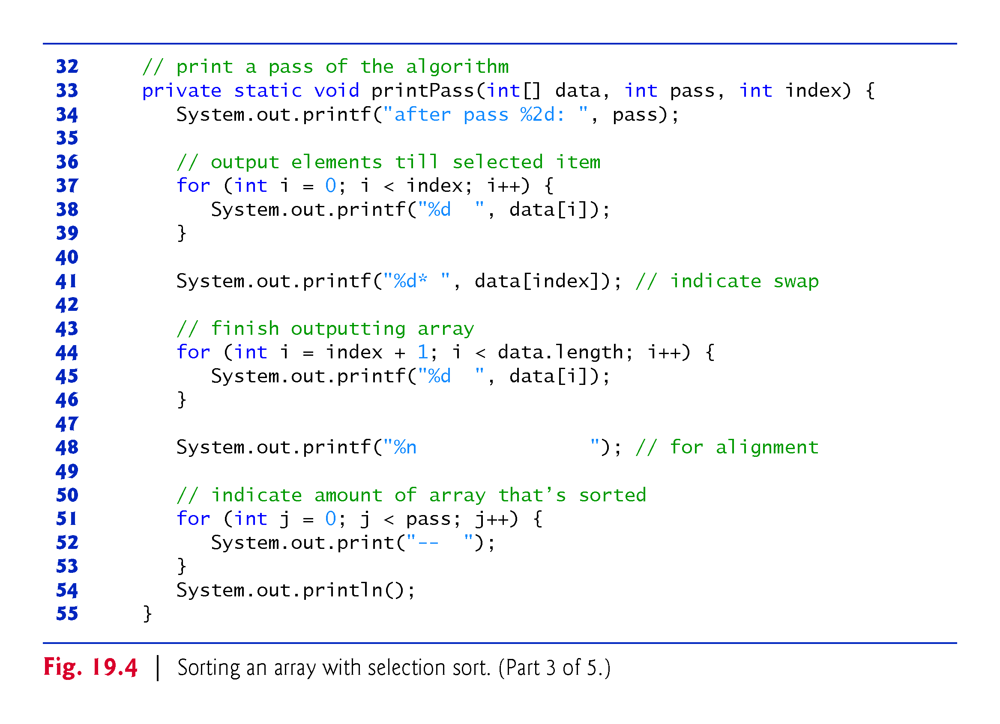 32 // print a pass of the algorithm
33 private static void printPass(int[] data, int pass, int index) {
34    System.out.printf("after pass %2d: ", pass);
35
36    // output elements till selected item
37    for (int i = 0; i < index; i++) {
38       System.out.printf("%d  ", data[i]);
39    }
40
41    System.out.printf("%d* ", data[index]); // indicate swap
42
43    // finish outputting array
44    for (int i = index + 1; i < data.length; i++) {
45       System.out.printf("%d  ", data[i]);
46    }
47
48    System.out.printf("%n               "); // for alignment
49
50    // indicate amount of array that’s sorted
51    for (int j = 0; j < pass; j++) {
52       System.out.print("--  ");
53    }
54    System.out.println();
55 }
Fig. 19.4 | Sorting an array with selection sort. (Part 3 of 5.)